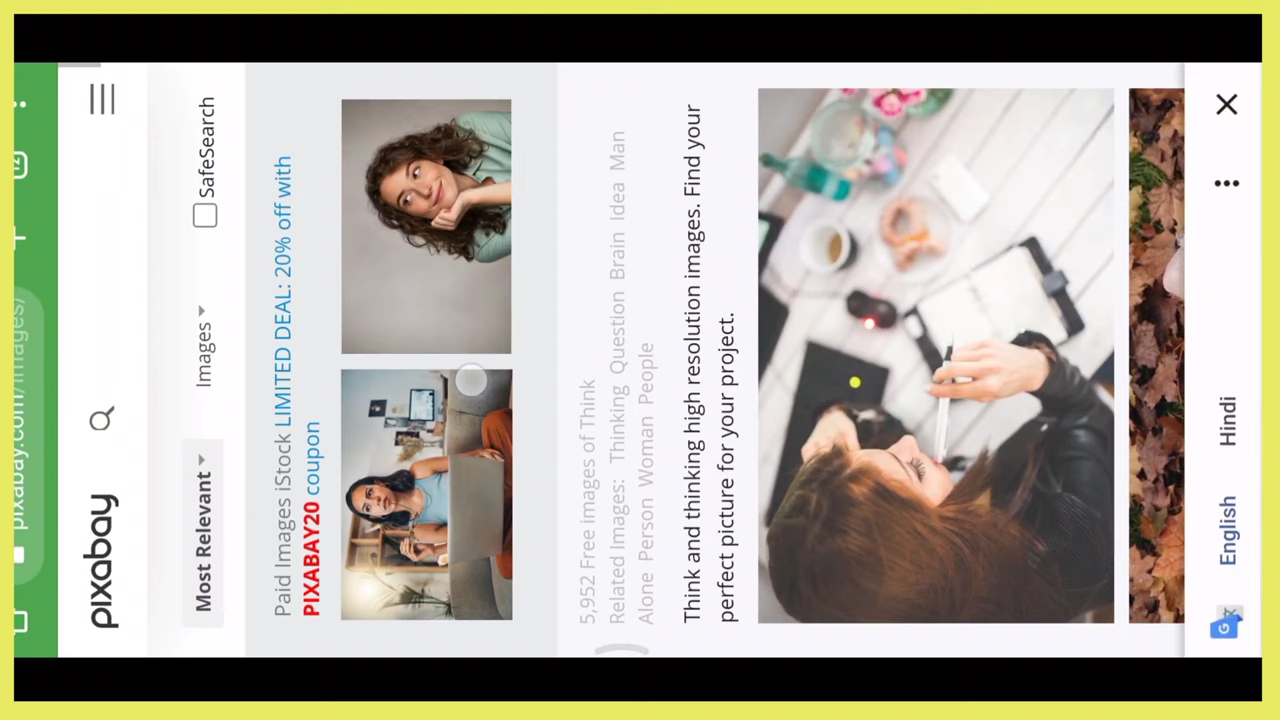 pixabay.com/images/
12
pixabay
Most Relevant
Images
SafeSearch
Paid Images iStock LIMITED DEAL: 20% off with
PIXABAY20 coupon
5,952 Free images of Think
Related Images: Thinking Question Brain Idea Man
Alone Person Woman People
Think and thinking high resolution images. Find your
perfect picture for your project.
G
English
Hindi